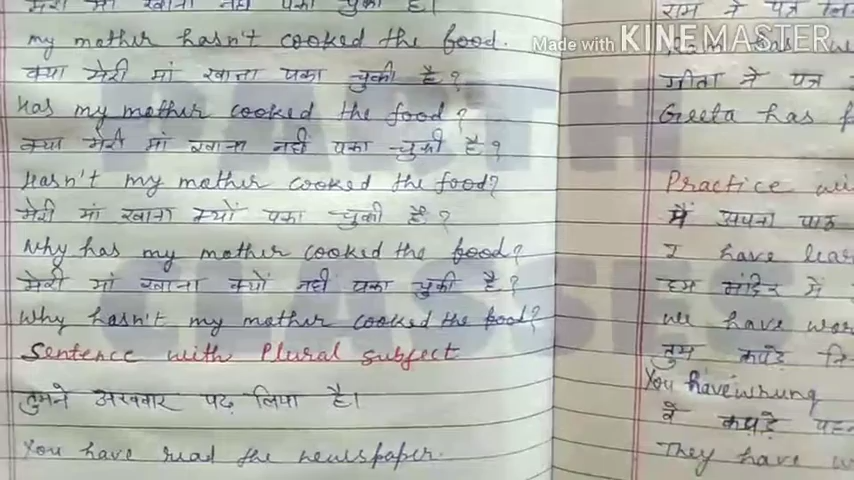 मेरी मां खाना नहीं पका चुकी है।
my mother hasn't cooked the food.
क्या मेरी मां खाना पका चुकी है?
Has my mother cooked the food?
क्या मेरी मां खाना नहीं पका चुकी है?
Hasn't my mother cooked the food?
मेरी मां खाना क्यों पका चुकी है?
Why has my mother cooked the food?
मेरी मां खाना क्यों नहीं पका चुकी है?
Why hasn't my mother cooked the food?
Sentence with Plural subject
तुमने अखबार पढ़ लिया है।
You have read the newspaper.
राम ने पत्र
Made with KINEMASTER
has
गीता ने पत्र
Geeta has
Practice
मैं अपना पाठ
I have
हम मंदिर में
we have
तुम कपड़े
You have wrung
वे कपड़े
They have
PARTH CLASSES